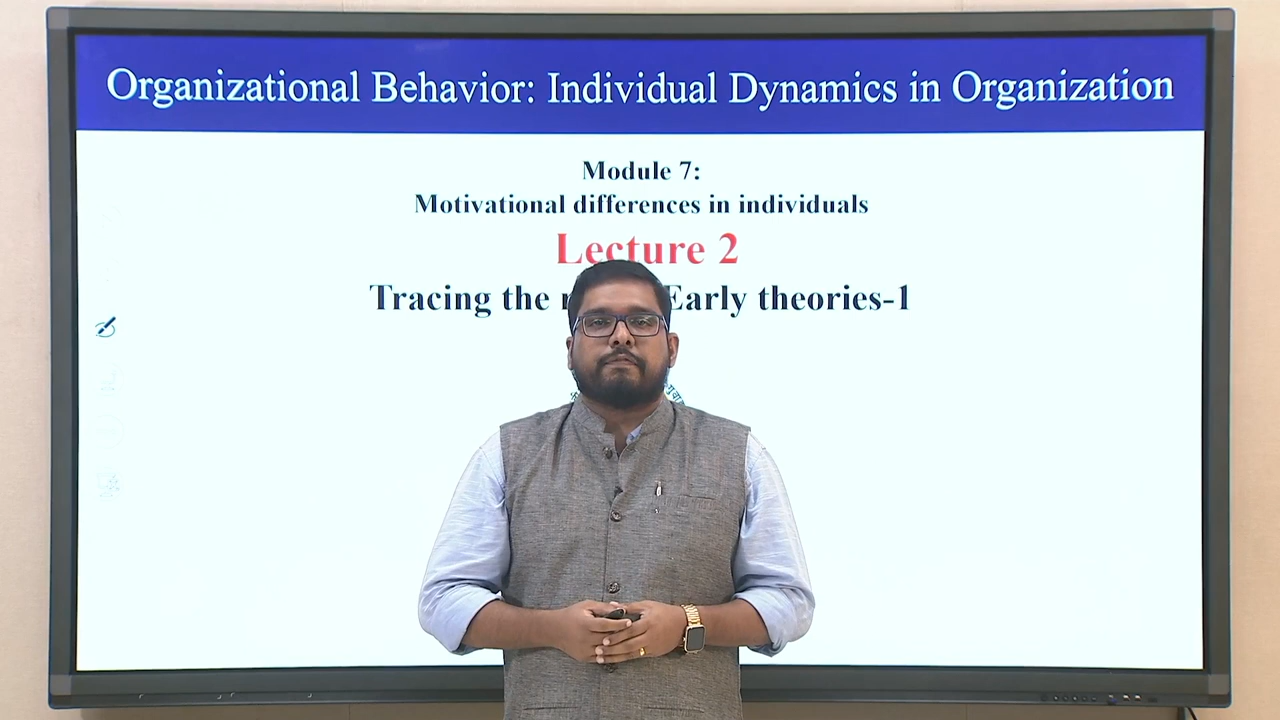 Organizational Behavior: Individual Dynamics in Organization
Module 7:
Motivational differences in individuals
Lecture 2
Tracing the Early theories-1